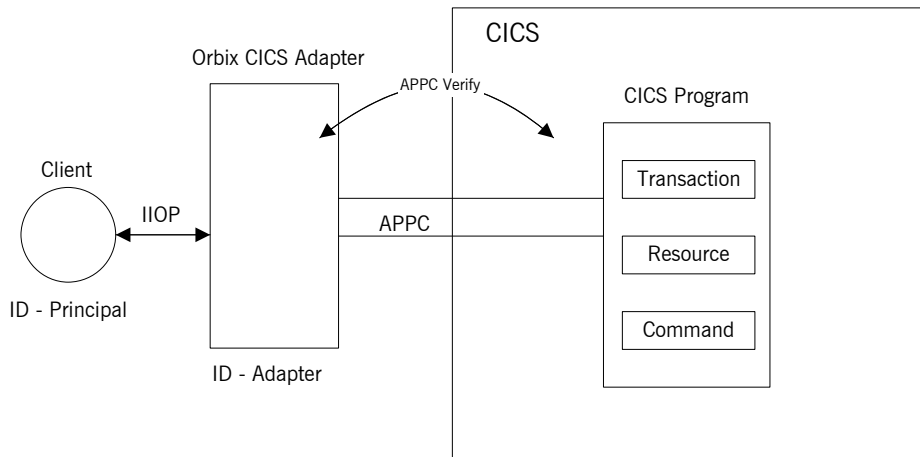 CICS
Orbix CICS Adapter
APPC Verify
CICS Program
Client
Transaction
IIOP
APPC
Resource
ID - Principal
Command
ID - Adapter